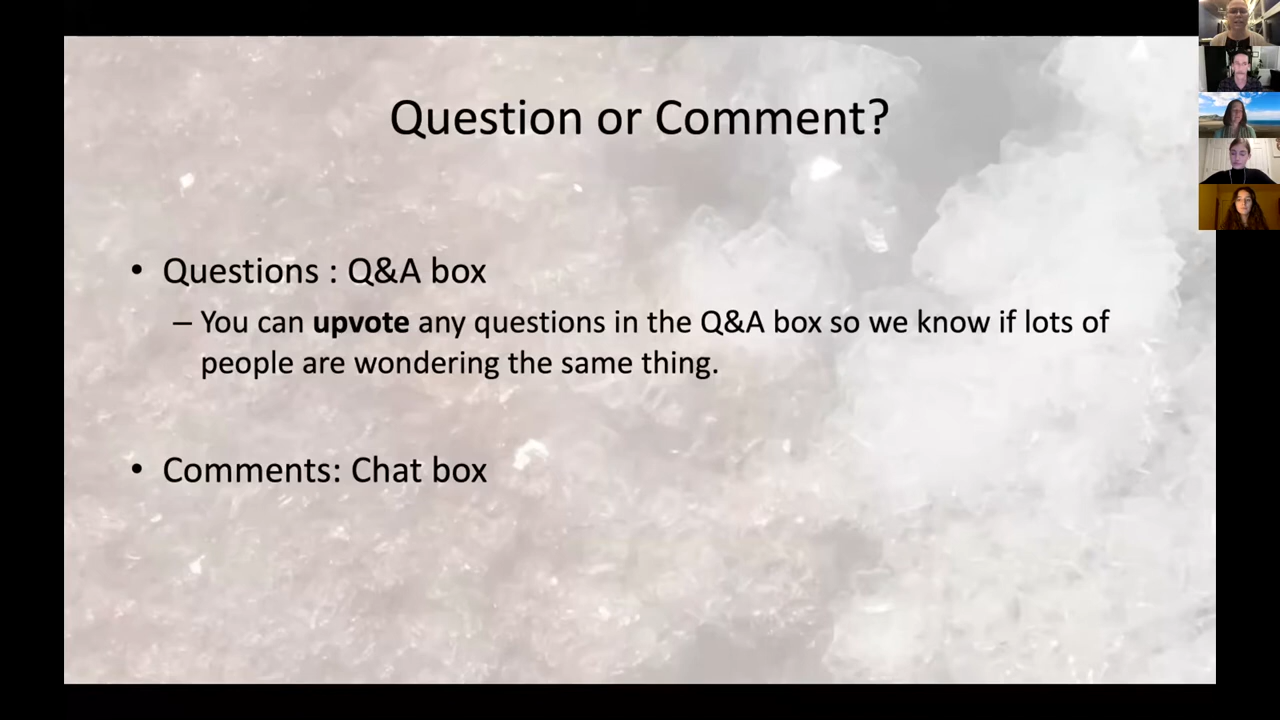 Question or Comment?
• Questions : Q&A box
– You can upvote any questions in the Q&A box so we know if lots of
people are wondering the same thing.
• Comments: Chat box